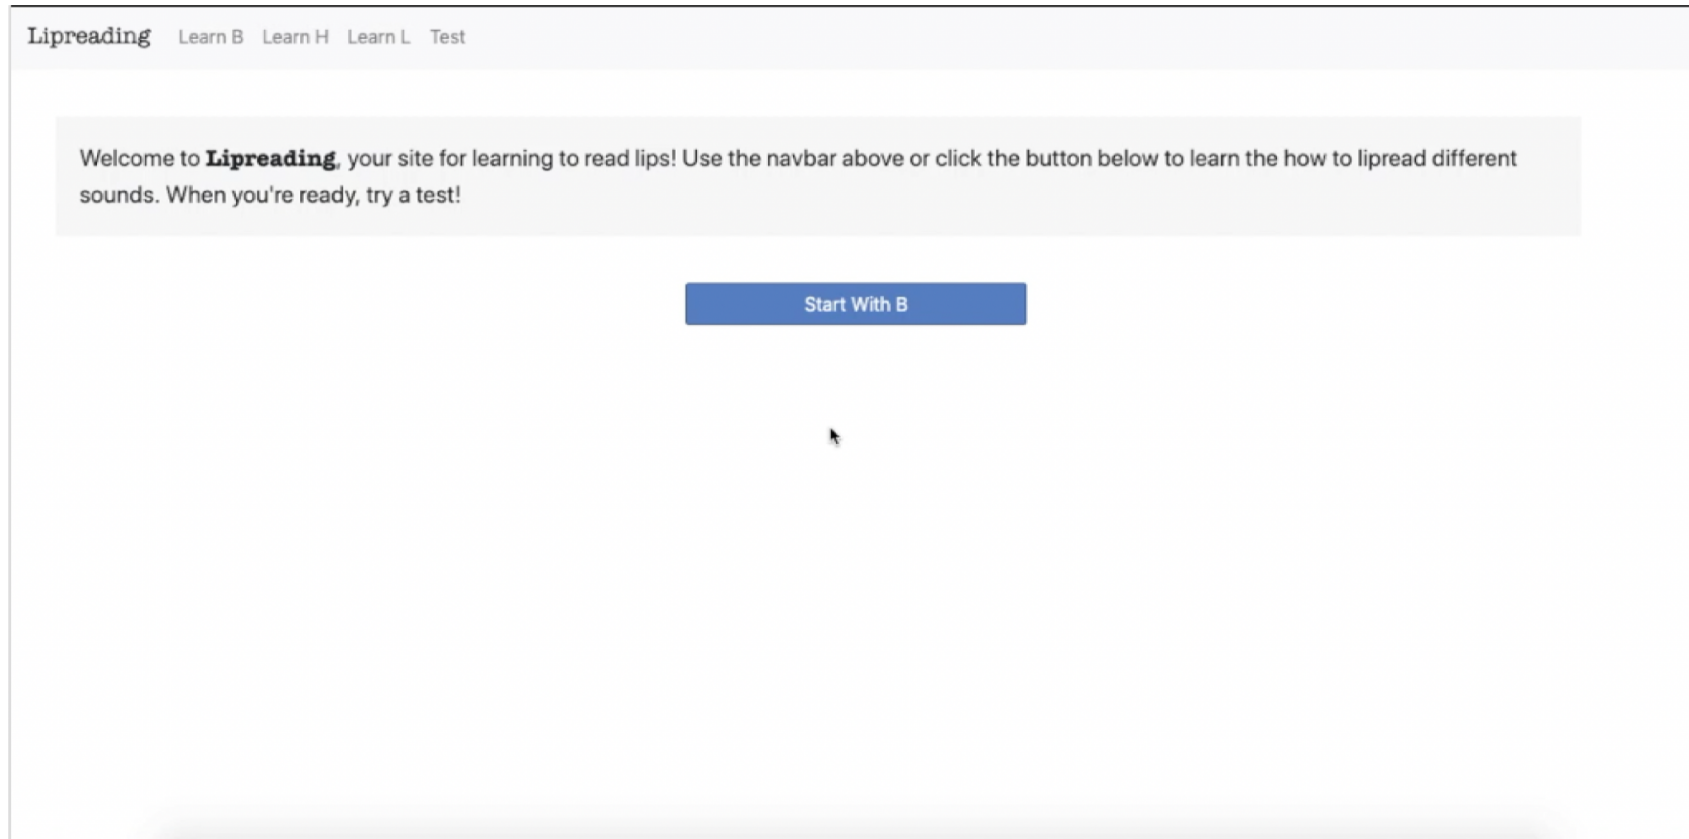 Lipreading Learn B Learn H Learn L Test
Welcome to Lipreading, your site for learning to read lips! Use the navbar above or click the button below to learn the how to lipread different
sounds. When you're ready, try a test!
Start With B